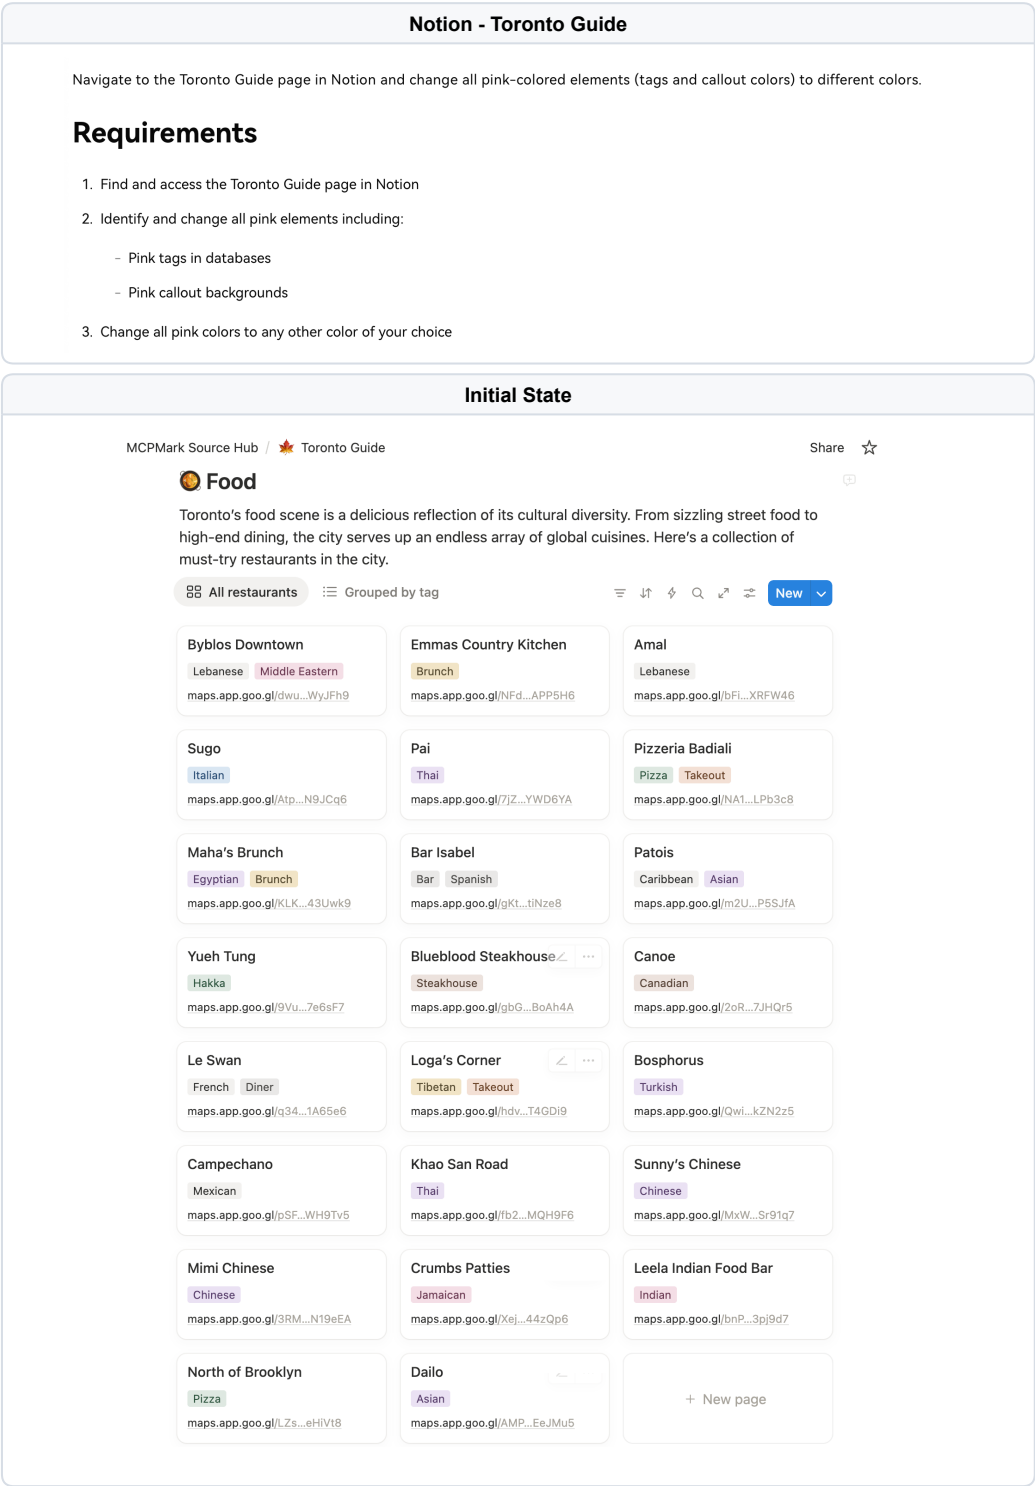 Notion - Toronto Guide
Navigate to the Toronto Guide page in Notion and change all pink-colored elements (tags and callout colors) to different colors.
Requirements
1. Find and access the Toronto Guide page in Notion
2. Identify and change all pink elements including:
- Pink tags in databases
- Pink callout backgrounds
3. Change all pink colors to any other color of your choice
Initial State
MCPMark Source Hub / Toronto Guide Share
Food
Toronto's food scene is a delicious reflection of its cultural diversity. From sizzling street food to
high-end dining, the city serves up an endless array of global cuisines. Here's a collection of
must-try restaurants in the city.
All restaurants Grouped by tag New
Byblos Downtown
Lebanese Middle Eastern
maps.app.goo.gl/dwu...WyJFh9
Emmas Country Kitchen
Brunch
maps.app.goo.gl/NFd...APP5H6
Amal
Lebanese
maps.app.goo.gl/bFi...XRFW46
Sugo
Italian
maps.app.goo.gl/Atp...N9JCq6
Pai
Thai
maps.app.goo.gl/7jZ...YWD6YA
Pizzeria Badiali
Pizza Takeout
maps.app.goo.gl/NA1...LPb3c8
Maha's Brunch
Egyptian Brunch
maps.app.goo.gl/KLK...43Uwk9
Bar Isabel
Bar Spanish
maps.app.goo.gl/gKt...tiNze8
Patois
Caribbean Asian
maps.app.goo.gl/m2U...P5SJfA
Yueh Tung
Hakka
maps.app.goo.gl/9Vu...7e6sF7
Blueblood Steakhouse
Steakhouse
maps.app.goo.gl/gbG...BoAh4A
Canoe
Canadian
maps.app.goo.gl/2oR...7JHQr5
Le Swan
French Diner
maps.app.goo.gl/q34...1A65e6
Loga's Corner
Tibetan Takeout
maps.app.goo.gl/hdv...T4GDi9
Bosphorus
Turkish
maps.app.goo.gl/Qwi...kZN2z5
Campechano
Mexican
maps.app.goo.gl/pSF...WH9Tv5
Khao San Road
Thai
maps.app.goo.gl/fb2...MQH9F6
Sunny's Chinese
Chinese
maps.app.goo.gl/MxW...Sr91q7
Mimi Chinese
Chinese
maps.app.goo.gl/3RM...N19eEA
Crumbs Patties
Jamaican
maps.app.goo.gl/Xej...44zQp6
Leela Indian Food Bar
Indian
maps.app.goo.gl/bnP...3pj9d7
North of Brooklyn
Pizza
maps.app.goo.gl/LZs...eHiVt8
Dailo
Asian
maps.app.goo.gl/AMP...EeJMu5
+ New page